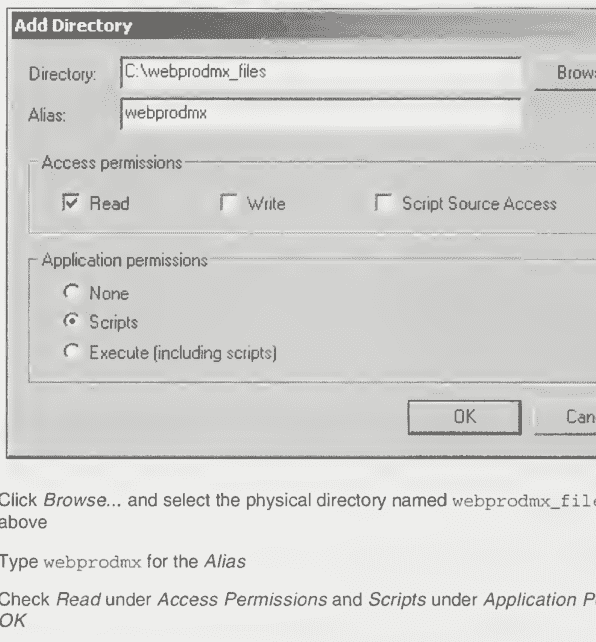 Add Directory
Directory: C:\webprodmx_files Brows
Alias: webprodmx
Access permissions
Read Write Script Source Access
Application permissions
None
Scripts
Execute (including scripts)
OK Can
Click Browse... and select the physical directory named webprodmx_file
above
Type webprodmx for the Alias
Check Read under Access Permissions and Scripts under Application P
OK